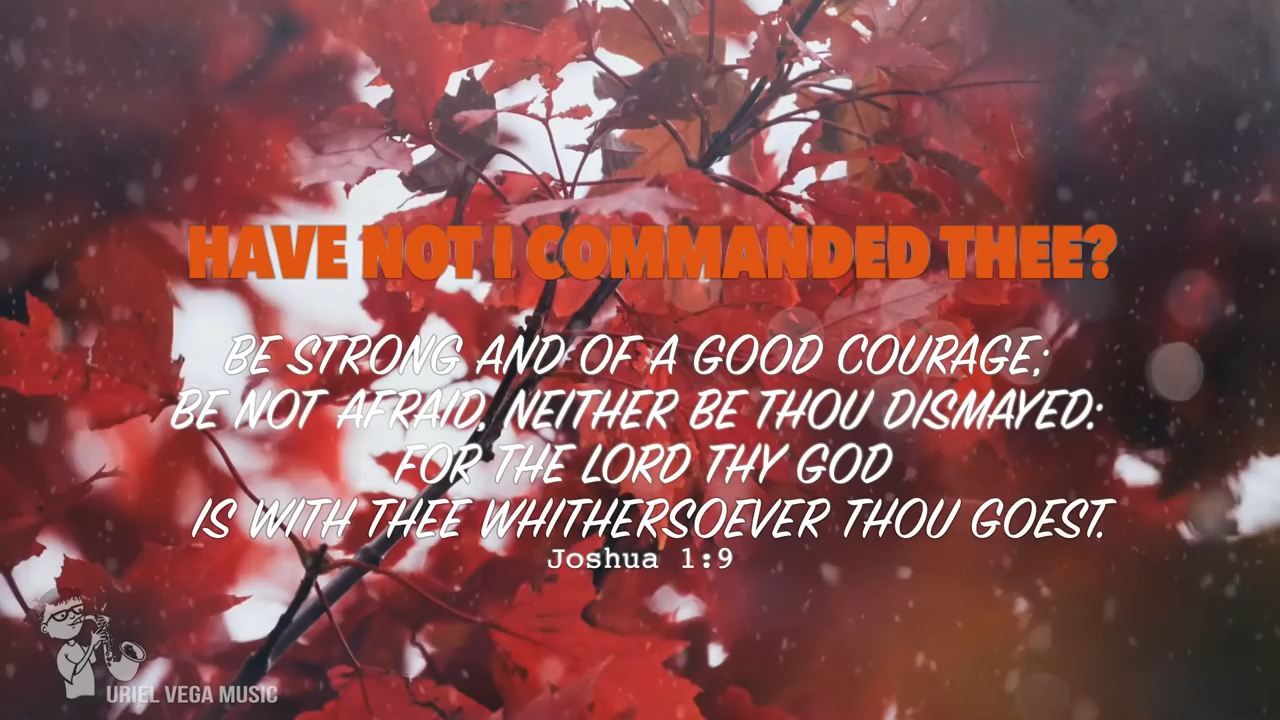 HAVE NOT I COMMANDED THEE?
BE STRONG AND OF A GOOD COURAGE;
BE NOT AFRAID, NEITHER BE THOU DISMAYED:
FOR THE LORD THY GOD
IS WITH THEE WHITHERSOEVER THOU GOEST.
Joshua 1:9
URIEL VEGA MUSIC